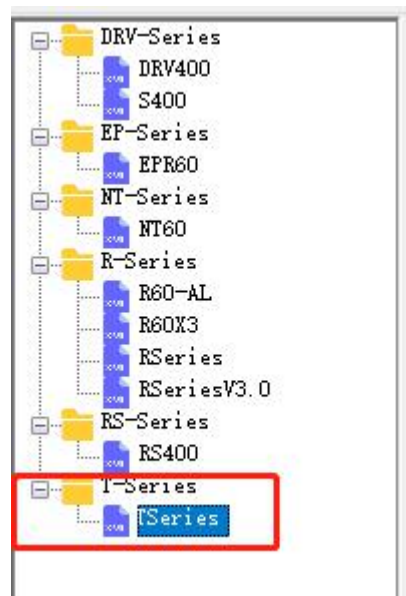 DRV-Series
DRV400
S400
EP-Series
EPR60
NT-Series
NT60
R-Series
R60-AL
R60X3
RSeries
RSeriesV3.0
RS-Series
RS400
T-Series
TSeries